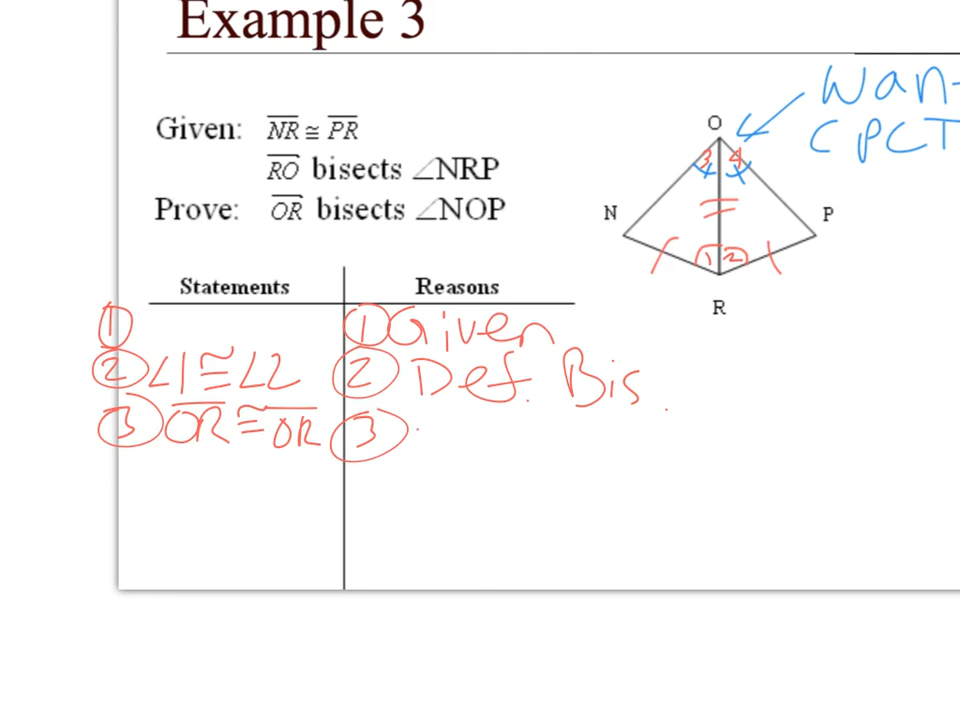 Example 3
Given: NR ≅ PR
RO bisects ∠NRP
Prove: OR bisects ∠NOP
Wan
CPCT
O
3 4
N
P
1 2
R
Statements Reasons
① ① Given
② ∠1 ≅ ∠2 ② Def. Bis.
③ OR ≅ OR ③